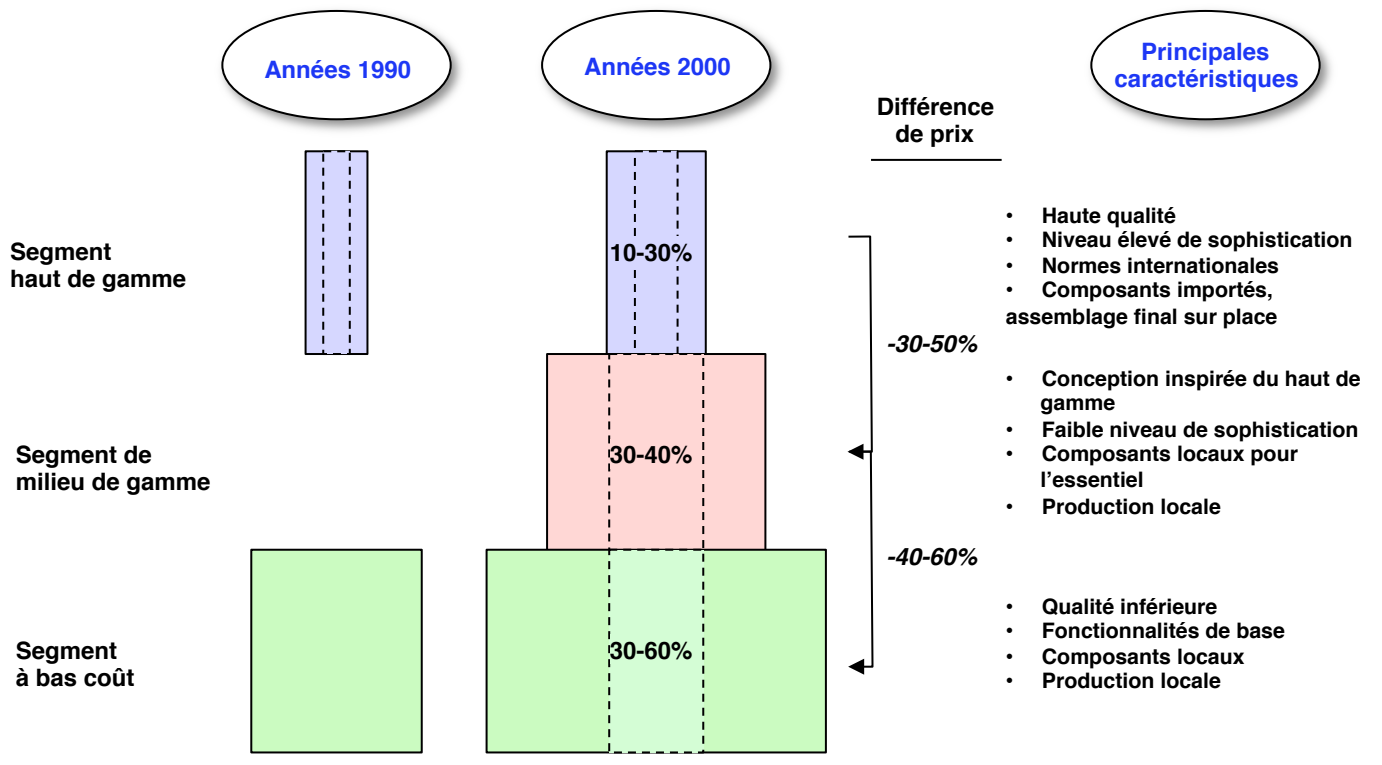 Années 1990
Années 2000
Principales
caractéristiques
Différence
de prix
Segment
haut de gamme
10-30%
• Haute qualité
• Niveau élevé de sophistication
• Normes internationales
• Composants importés,
assemblage final sur place
-30-50%
Segment de
milieu de gamme
30-40%
• Conception inspirée du haut de
gamme
• Faible niveau de sophistication
• Composants locaux pour
l’essentiel
• Production locale
-40-60%
Segment
à bas coût
30-60%
• Qualité inférieure
• Fonctionnalités de base
• Composants locaux
• Production locale